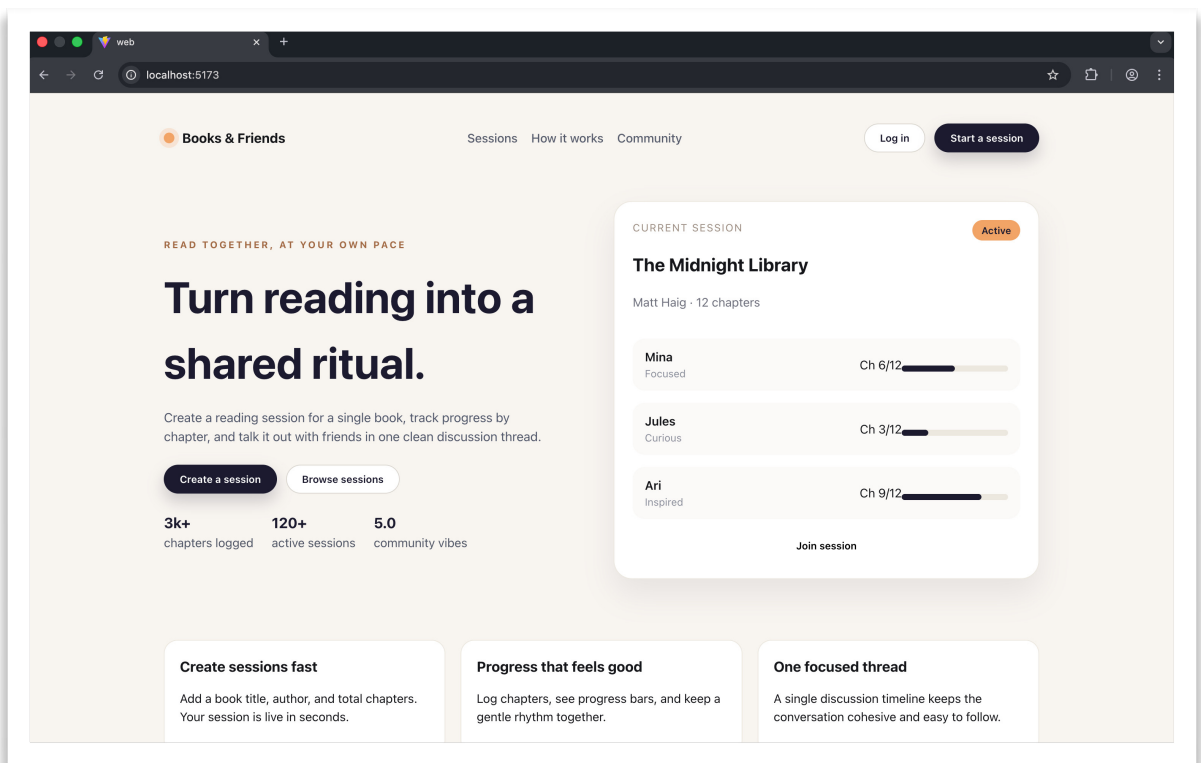 web
localhost:5173
Books & Friends
Sessions How it works Community
Log in
Start a session
READ TOGETHER, AT YOUR OWN PACE
Turn reading into a
shared ritual.
Create a reading session for a single book, track progress by
chapter, and talk it out with friends in one clean discussion thread.
Create a session
Browse sessions
3k+
chapters logged
120+
active sessions
5.0
community vibes
CURRENT SESSION
Active
The Midnight Library
Matt Haig · 12 chapters
Mina
Focused
Ch 6/12
Jules
Curious
Ch 3/12
Ari
Inspired
Ch 9/12
Join session
Create sessions fast
Add a book title, author, and total chapters.
Your session is live in seconds.
Progress that feels good
Log chapters, see progress bars, and keep a
gentle rhythm together.
One focused thread
A single discussion timeline keeps the
conversation cohesive and easy to follow.